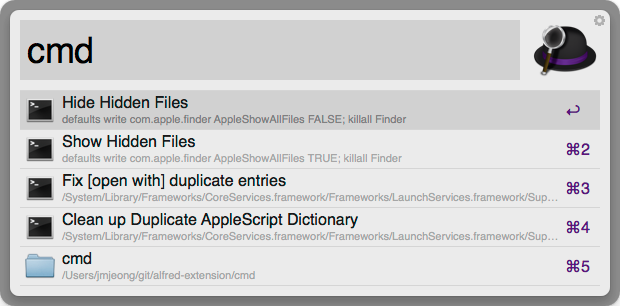 cmd
Hide Hidden Files
defaults write com.apple.finder AppleShowAllFiles FALSE; killall Finder
↩
Show Hidden Files
defaults write com.apple.finder AppleShowAllFiles TRUE; killall Finder
⌘2
Fix [open with] duplicate entries
/System/Library/Frameworks/CoreServices.framework/Frameworks/LaunchServices.framework/Sup…
⌘3
Clean up Duplicate AppleScript Dictionary
/System/Library/Frameworks/CoreServices.framework/Frameworks/LaunchServices.framework/Sup…
⌘4
cmd
/Users/jmjeong/git/alfred-extension/cmd
⌘5